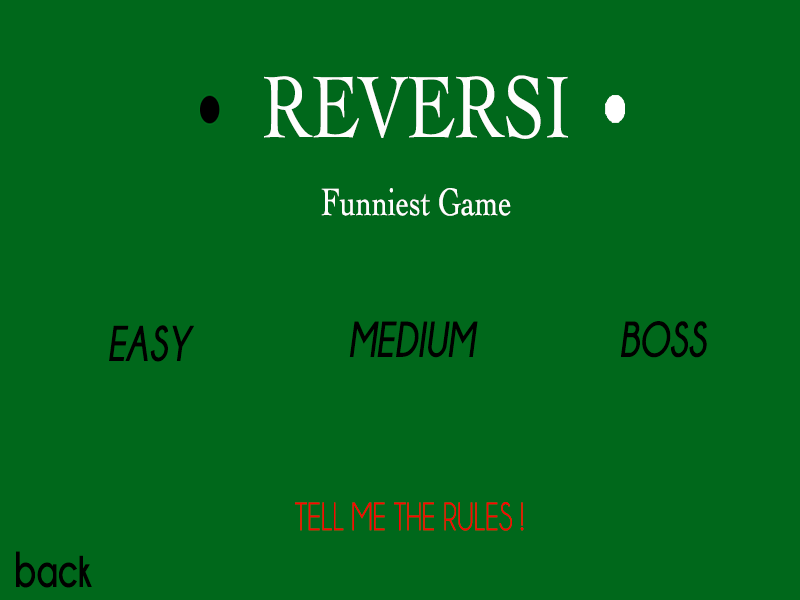 REVERSI
Funniest Game
EASY MEDIUM BOSS
TELL ME THE RULES !
back